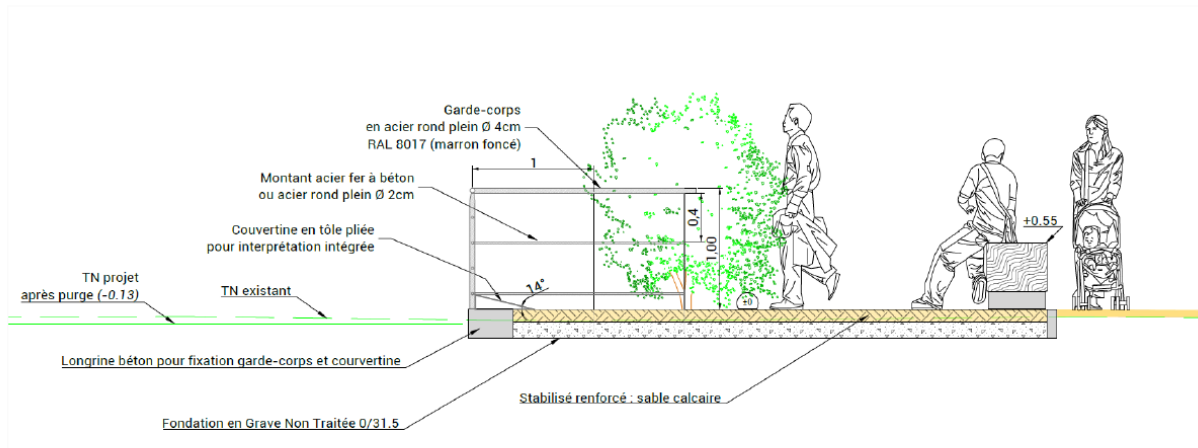 Garde-corps
en acier rond plein Ø 4cm
RAL 8017 (marron foncé)
1
Montant acier fer à béton
ou acier rond plein Ø 2cm
0,4
1,00
+0.55
Couvertine en tôle pliée
pour interprétation intégrée
TN projet
après purge (-0.13)
TN existant
14°
±0
Longrine béton pour fixation garde-corps et courvertine
Stabilisé renforcé : sable calcaire
Fondation en Grave Non Traitée 0/31.5